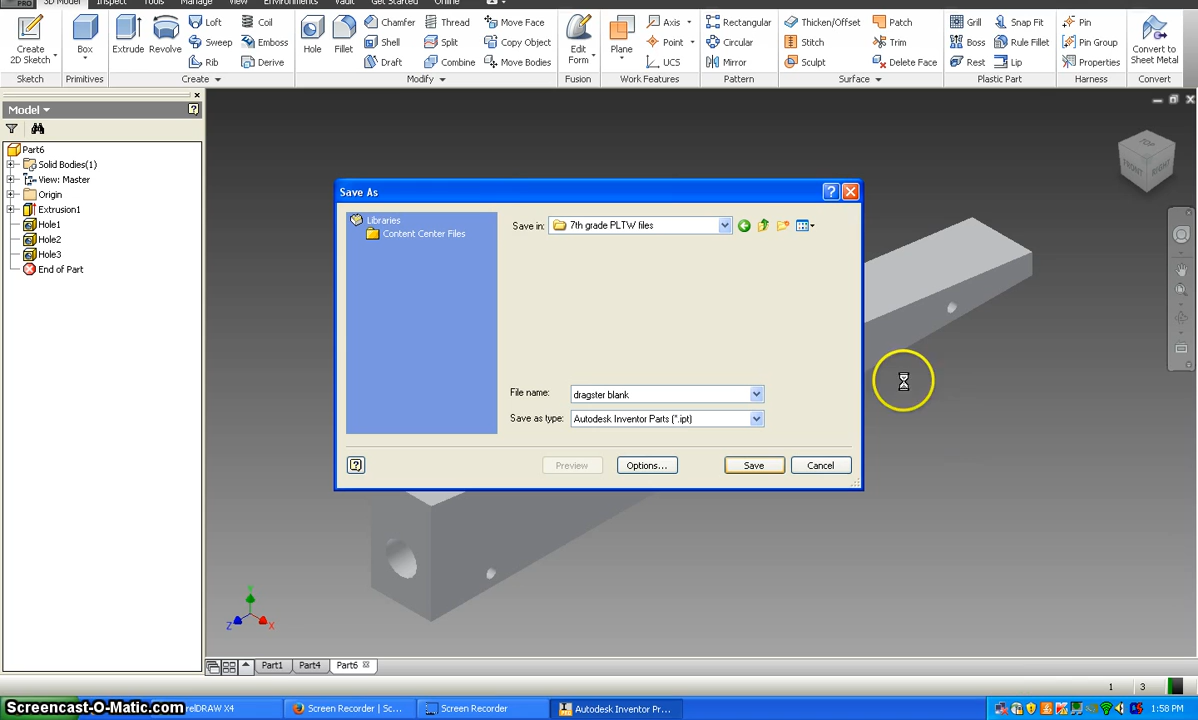 PRO 3D Model Inspect Tools Manage View Environments Vault Get Started Online
Create 2D Sketch Box Extrude Revolve Loft Coil Hole Fillet Chamfer Thread Move Face Edit Form Plane Axis Rectangular Thicken/Offset Patch Grill Snap Fit Pin Convert to Sheet Metal
Sweep Emboss Shell Split Copy Object Point Circular Stitch Trim Boss Rule Fillet Pin Group
Rib Derive Draft Combine Move Bodies UCS Mirror Sculpt Delete Face Rest Lip Properties
Sketch Primitives Create Modify Fusion Work Features Pattern Surface Plastic Part Harness Convert
Model
Part6
Solid Bodies(1)
View: Master
Origin
Extrusion1
Hole1
Hole2
Hole3
End of Part
TOP
FRONT
RIGHT
Save As
Libraries
Content Center Files
Save in: 7th grade PLTW files
File name: dragster blank
Save as type: Autodesk Inventor Parts (*.ipt)
Preview Options... Save Cancel
Y
Z X
Part1 Part4 Part6
1 3
Screencast-O-Matic.com relDRAW X4 Screen Recorder | Sc... Screen Recorder Autodesk Inventor Pr... 1:58 PM